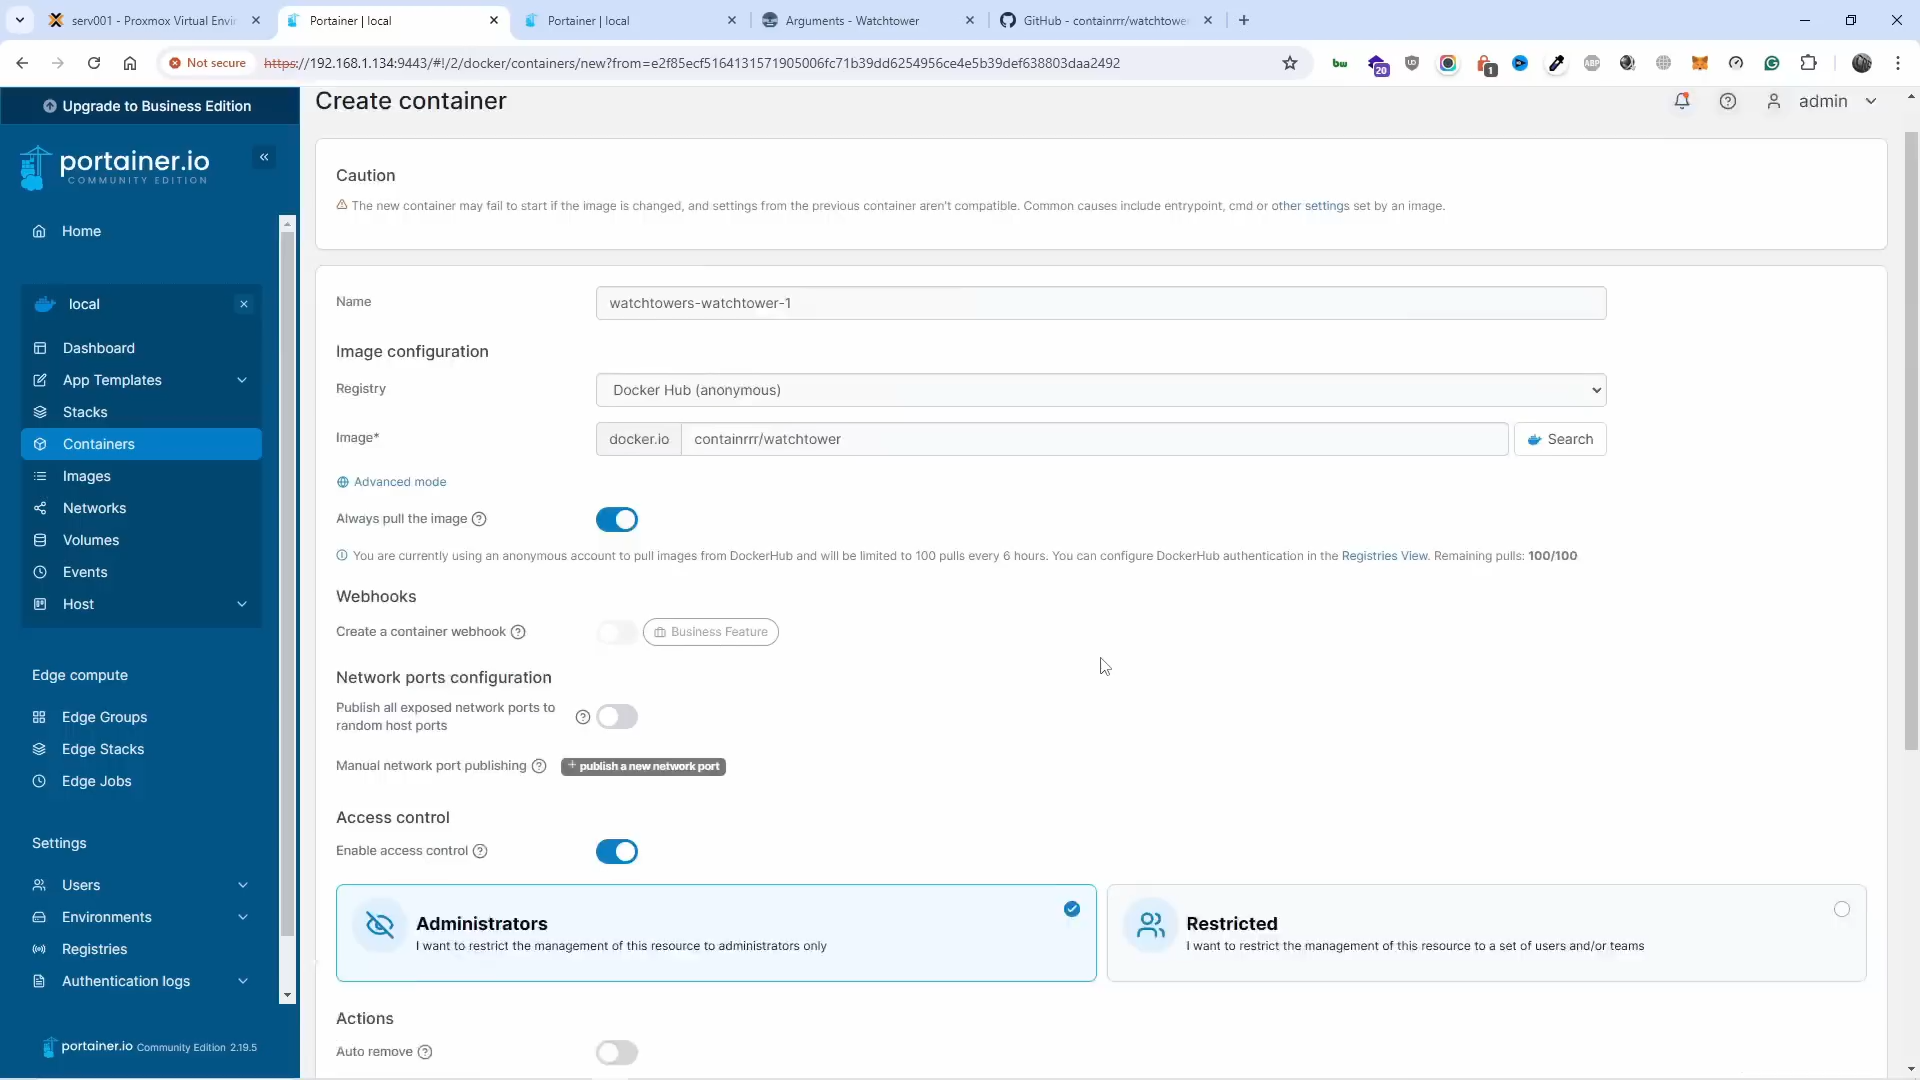 serv001 - Proxmox Virtual Envir
Portainer | local
Portainer | local
Arguments - Watchtower
GitHub - containrrr/watchtower
Not secure
https://192.168.1.134:9443/#!/2/docker/containers/new?from=e2f85ecf5164131571905006fc71b39dd6254956ce4e5b39def638803daa2492
bw
20
1
ABP
Upgrade to Business Edition
portainer.io
COMMUNITY EDITION
Home
local
Dashboard
App Templates
Stacks
Containers
Images
Networks
Volumes
Events
Host
Edge compute
Edge Groups
Edge Stacks
Edge Jobs
Settings
Users
Environments
Registries
Authentication logs
portainer.io Community Edition 2.19.5
Create container
admin
Caution
The new container may fail to start if the image is changed, and settings from the previous container aren't compatible. Common causes include entrypoint, cmd or other settings set by an image.
Name
watchtowers-watchtower-1
Image configuration
Registry
Docker Hub (anonymous)
Image*
docker.io
containrrr/watchtower
Search
Advanced mode
Always pull the image
You are currently using an anonymous account to pull images from DockerHub and will be limited to 100 pulls every 6 hours. You can configure DockerHub authentication in the Registries View. Remaining pulls: 100/100
Webhooks
Create a container webhook
Business Feature
Network ports configuration
Publish all exposed network ports to
random host ports
Manual network port publishing
+ publish a new network port
Access control
Enable access control
Administrators
I want to restrict the management of this resource to administrators only
Restricted
I want to restrict the management of this resource to a set of users and/or teams
Actions
Auto remove